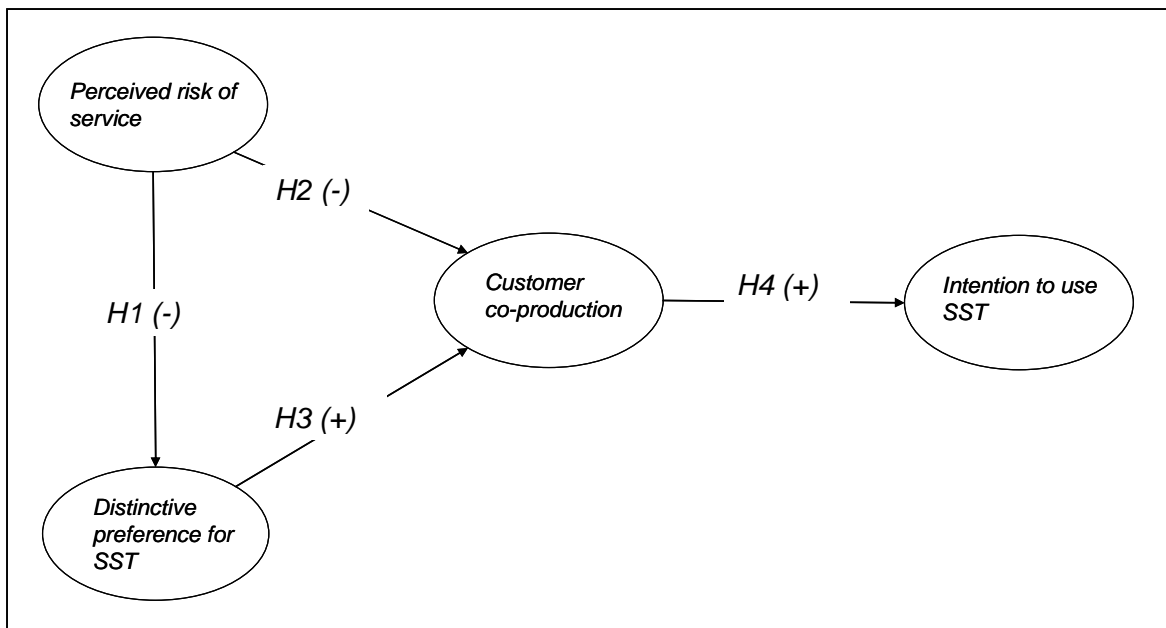 Perceived risk of
service
H2 (-)
Customer
co-production
H4 (+)
Intention to use
SST
H1 (-)
H3 (+)
Distinctive
preference for
SST